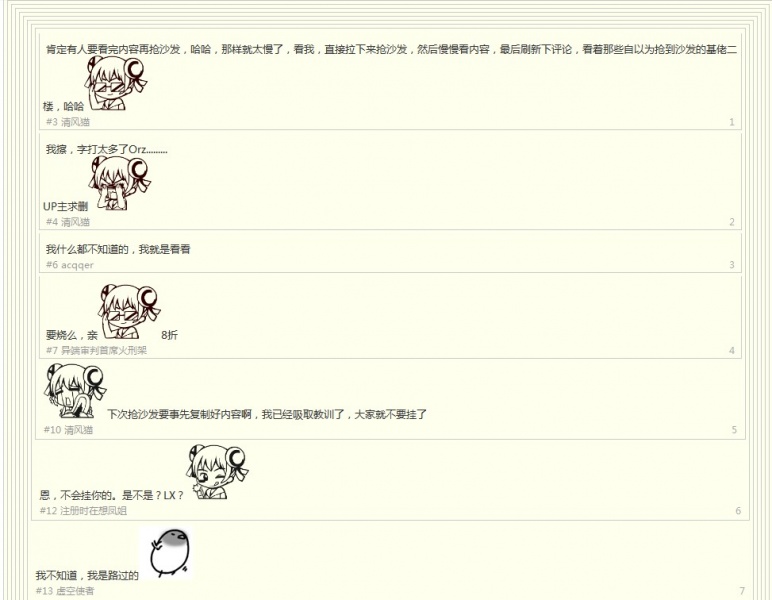 肯定有人要看完内容再抢沙发，哈哈，那样就太慢了，看我，直接拉下来抢沙发，然后慢慢看内容，最后刷新下评论，看着那些自以为抢到沙发的基佬二
楼，哈哈
#3 清风猫 1
我擦，字打太多了Orz.........
UP主求删
#4 清风猫 2
我什么都不知道的，我就是看看
#6 acqqer 3
要烧么，亲 8折
#7 异端审判首席火刑架 4
下次抢沙发要事先复制好内容啊，我已经吸取教训了，大家就不要挂了
#10 清风猫 5
恩，不会挂你的。是不是？LX？
#12 注册时在想凤姐 6
我不知道，我是路过的
#13 虚空使者 7